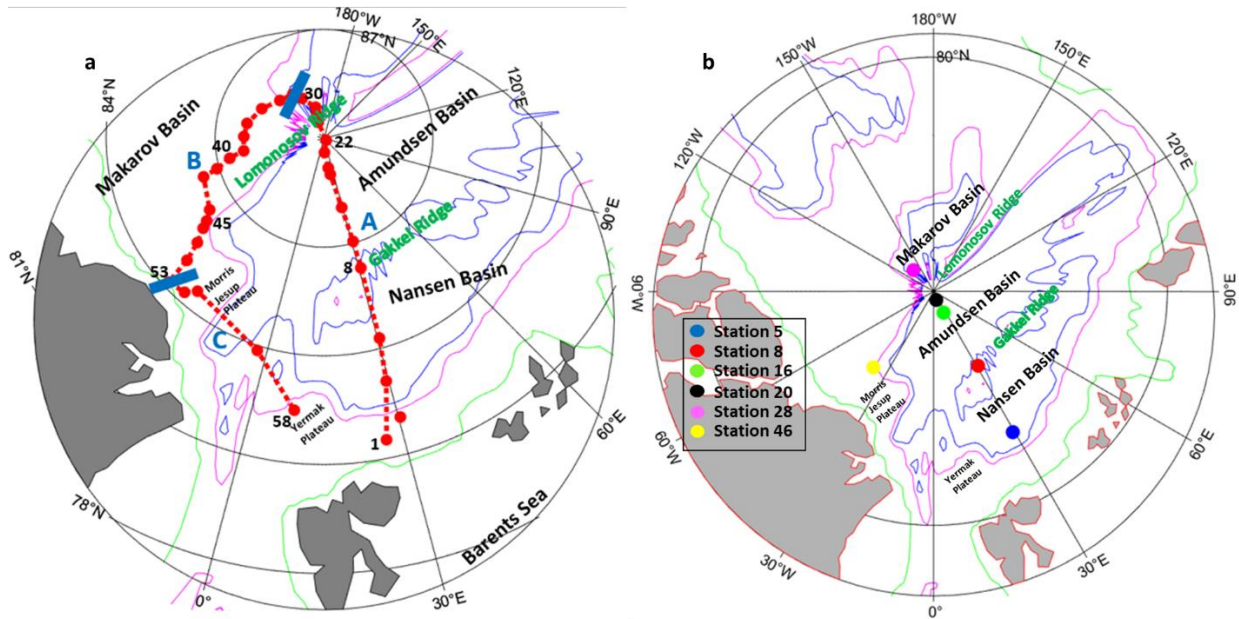 a
180°W
87°N
150°E
120°E
84°N
30
Makarov Basin
Lomonosov Ridge
22
Amundsen Basin
40
B
A
90°E
45
Gakkel Ridge
8
Nansen Basin
81°N
53
Morris
Jesup
Plateau
C
58
Yermak
Plateau
1
60°E
Barents Sea
78°N
0°
30°E
b
180°W
80°N
150°W
150°E
120°W
120°E
Makarov Basin
Lomonosov Ridge
Amundsen Basin
90°W
90°E
Gakkel Ridge
Nansen Basin
Station 5
Station 8
Station 16
Station 20
Station 28
Station 46
Morris
Jesup
Plateau
Yermak
Plateau
60°W
60°E
30°W
30°E
0°